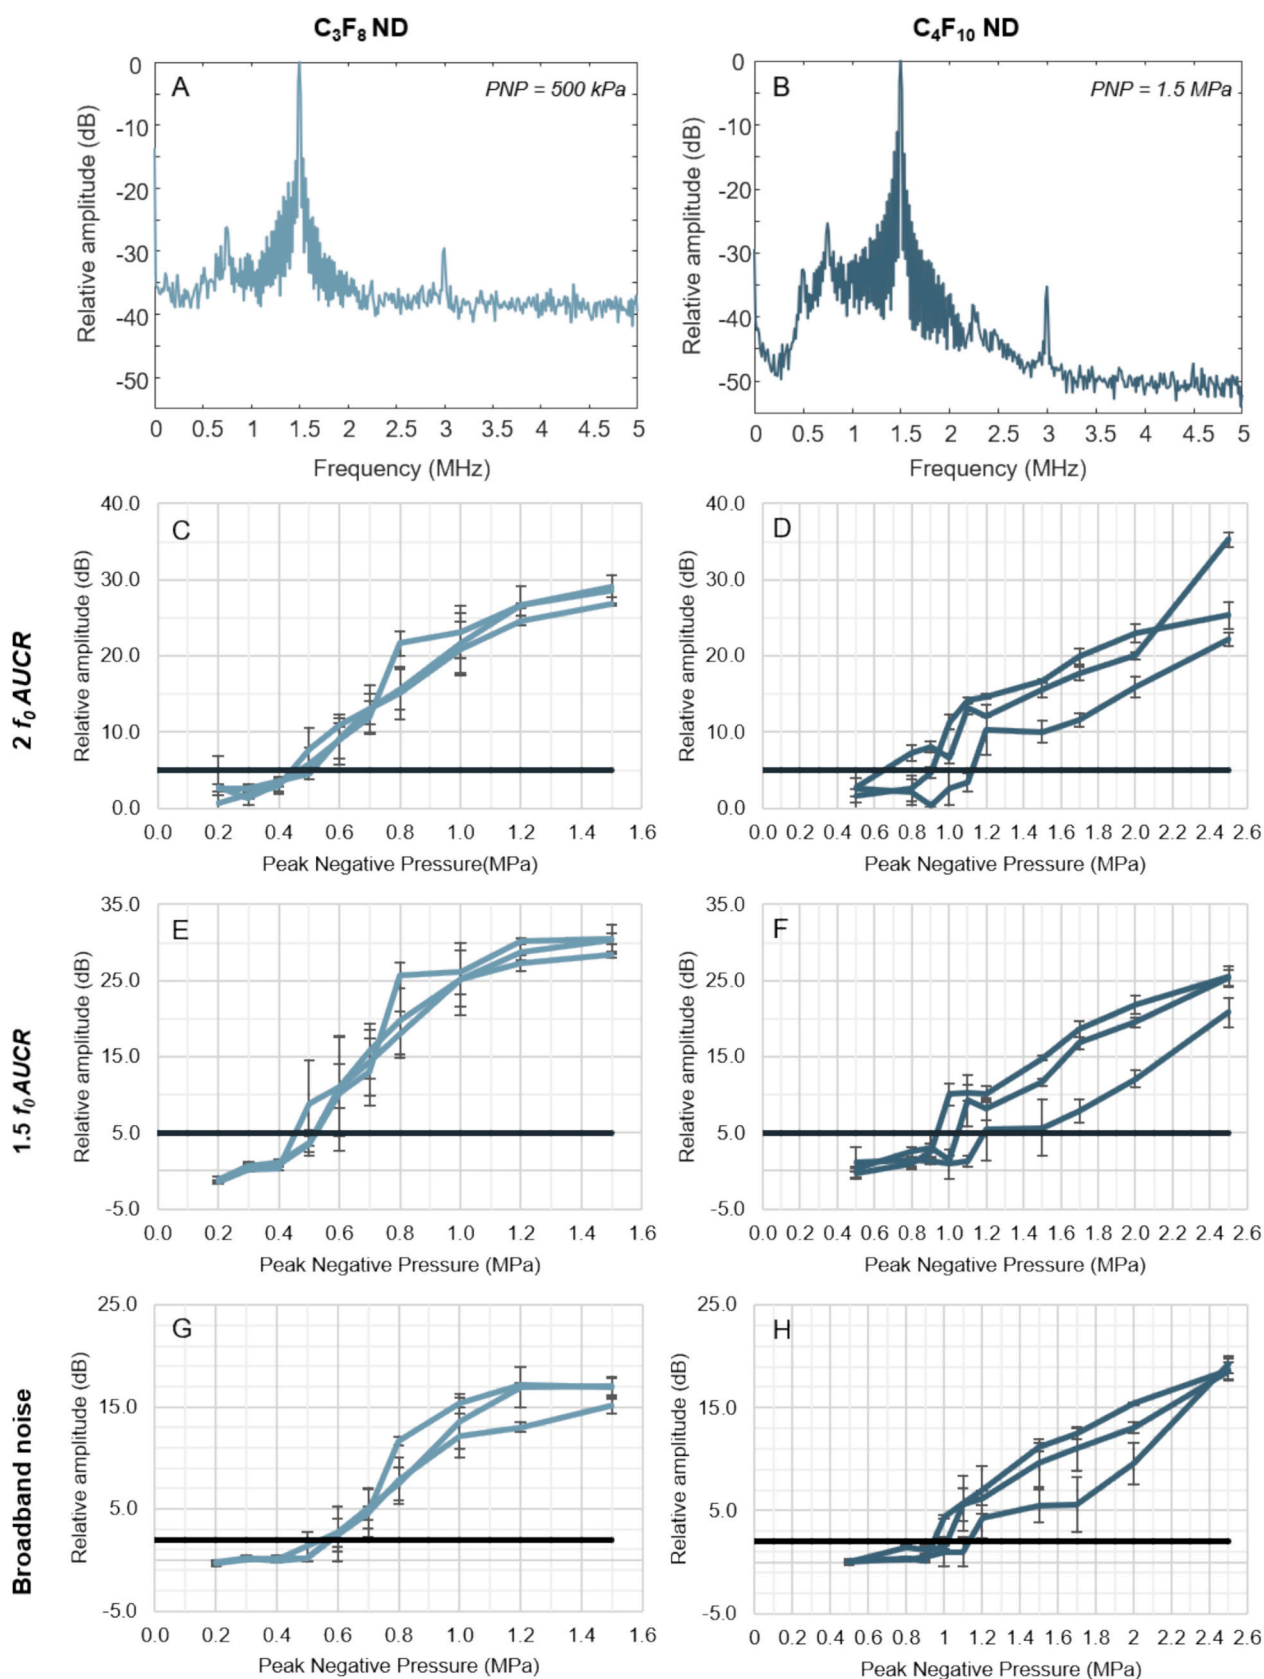 C₃F₈ ND
C₄F₁₀ ND
A
PNP = 500 kPa
Relative amplitude (dB)
0
-10
-20
-30
-40
-50
0 0.5 1 1.5 2 2.5 3 3.5 4 4.5 5
Frequency (MHz)
B
PNP = 1.5 MPa
Relative amplitude (dB)
0
-10
-20
-30
-40
-50
0 0.5 1 1.5 2 2.5 3 3.5 4 4.5 5
Frequency (MHz)
2 f₀ AUCR
C
Relative amplitude (dB)
40.0
30.0
20.0
10.0
0.0
0.0 0.2 0.4 0.6 0.8 1.0 1.2 1.4 1.6
Peak Negative Pressure(MPa)
D
Relative amplitude (dB)
40.0
30.0
20.0
10.0
0.0
0.0 0.2 0.4 0.6 0.8 1.0 1.2 1.4 1.6 1.8 2.0 2.2 2.4 2.6
Peak Negative Pressure (MPa)
1.5 f₀AUCR
E
Relative amplitude (dB)
35.0
25.0
15.0
5.0
-5.0
0.0 0.2 0.4 0.6 0.8 1.0 1.2 1.4 1.6
Peak Negative Pressure (MPa)
F
Relative amplitude (dB)
35.0
25.0
15.0
5.0
-5.0
0.0 0.2 0.4 0.6 0.8 1.0 1.2 1.4 1.6 1.8 2.0 2.2 2.4 2.6
Peak Negative Pressure (MPa)
Broadband noise
G
Relative amplitude (dB)
25.0
15.0
5.0
-5.0
0.0 0.2 0.4 0.6 0.8 1.0 1.2 1.4 1.6
Peak Negative Pressure (MPa)
H
Relative amplitude (dB)
25.0
15.0
5.0
-5.0
0 0.2 0.4 0.6 0.8 1 1.2 1.4 1.6 1.8 2 2.2 2.4 2.6
Peak Negative Pressure (MPa)